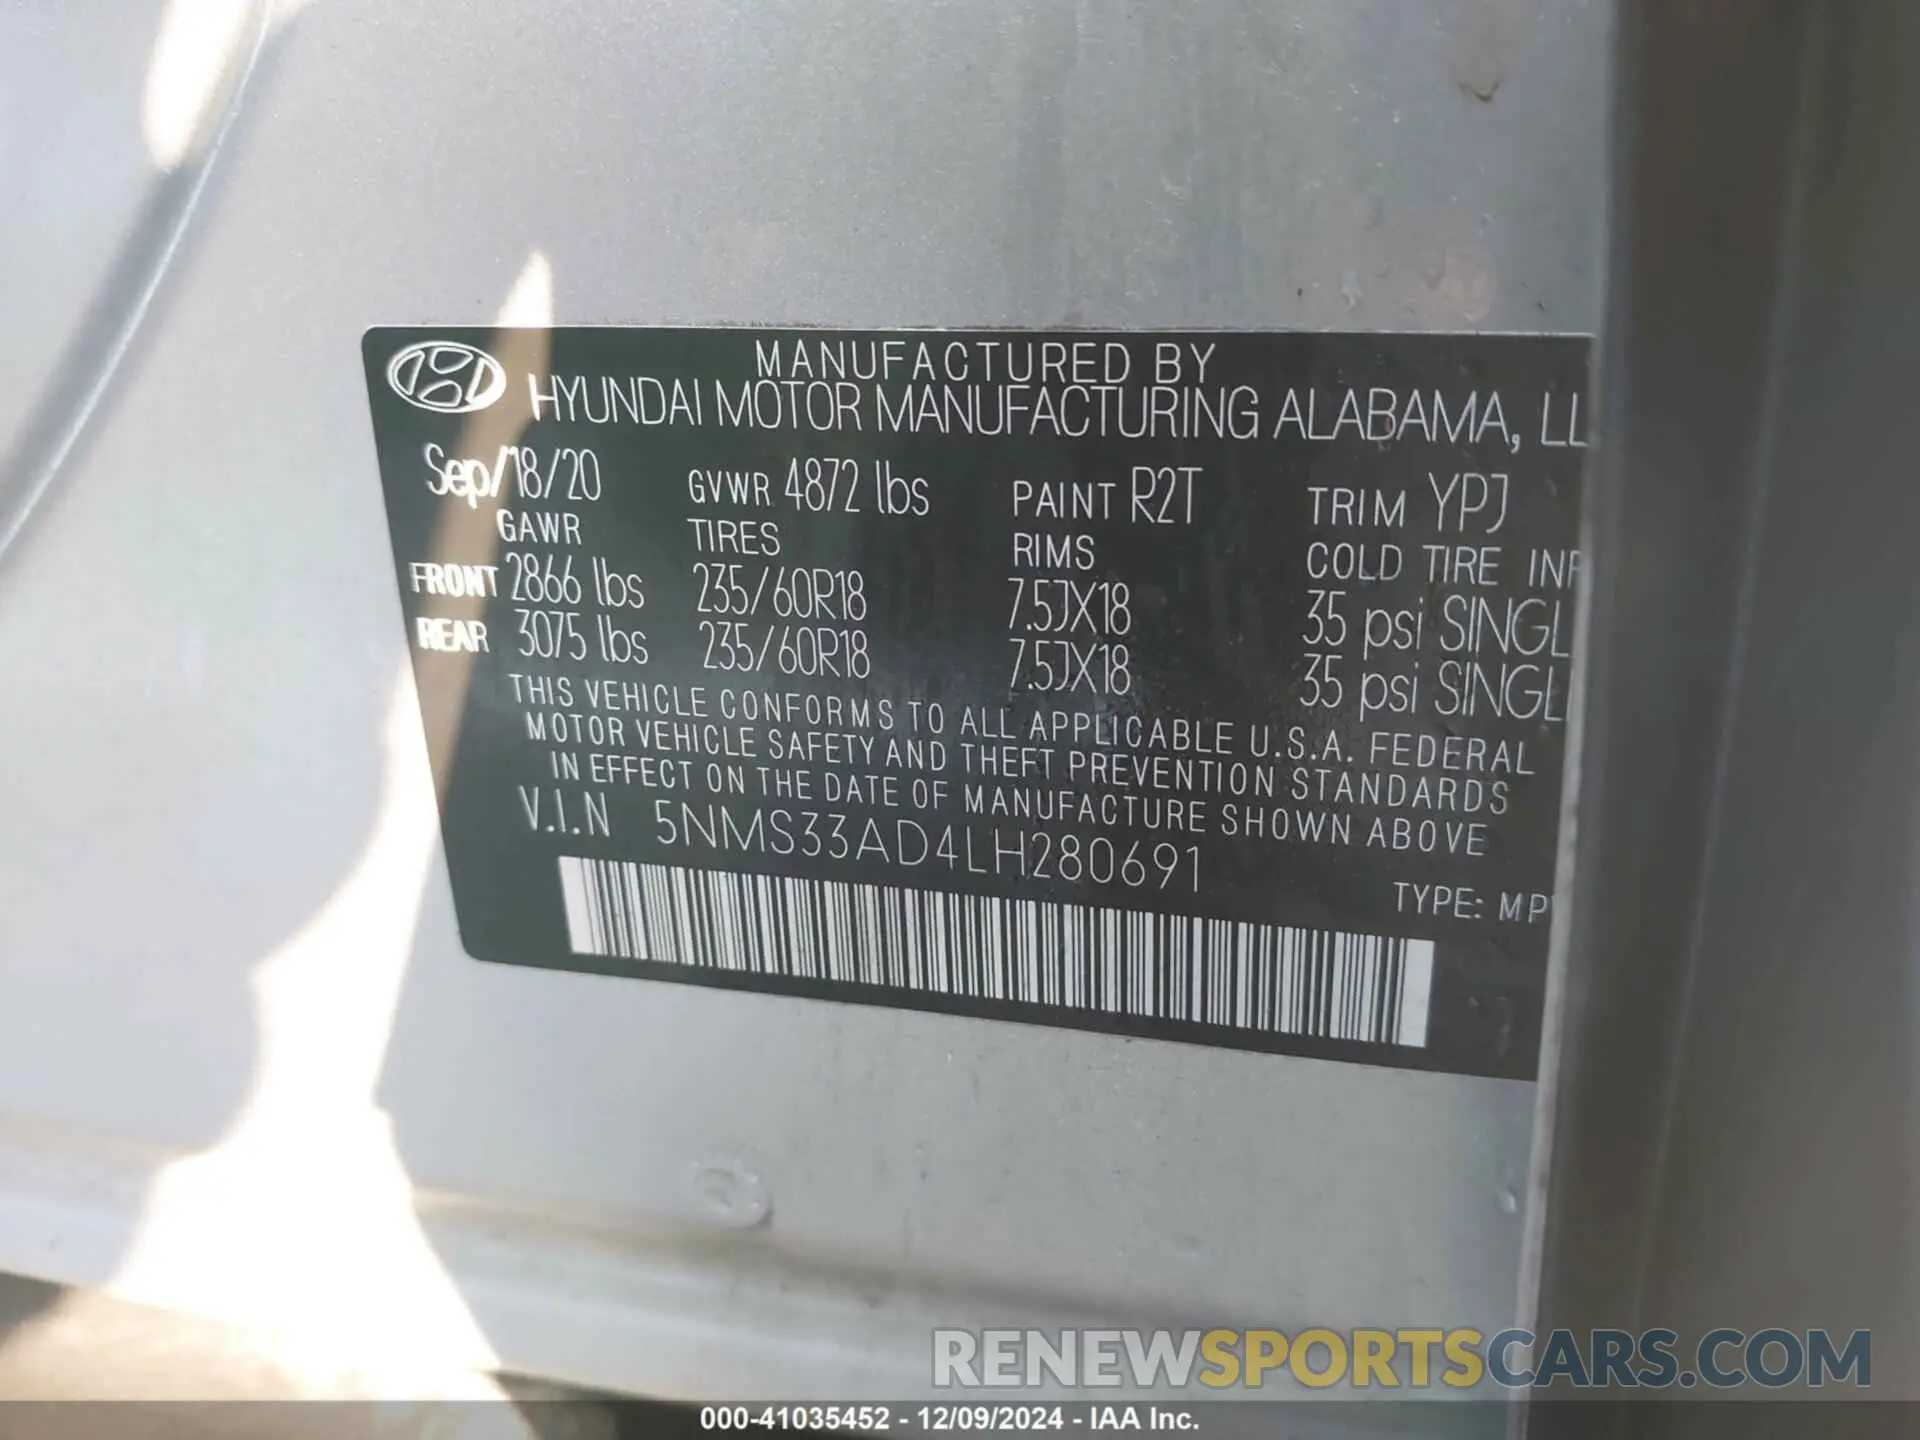 MANUFACTURED BY
HYUNDAI MOTOR MANUFACTURING ALABAMA, LL
Sep/18/20 GVWR 4872 lbs PAINT R2T TRIM YPJ
GAWR TIRES RIMS COLD TIRE INF
FRONT 2866 lbs 235/60R18 7.5JX18 35 psi SINGL
REAR 3075 lbs 235/60R18 7.5JX18 35 psi SINGL
THIS VEHICLE CONFORMS TO ALL APPLICABLE U.S.A. FEDERAL
MOTOR VEHICLE SAFETY AND THEFT PREVENTION STANDARDS
IN EFFECT ON THE DATE OF MANUFACTURE SHOWN ABOVE
V.I.N 5NMS33AD4LH280691
TYPE: MP
RENEWSPORTSCARS.COM
000-41035452 - 12/09/2024 - IAA Inc.